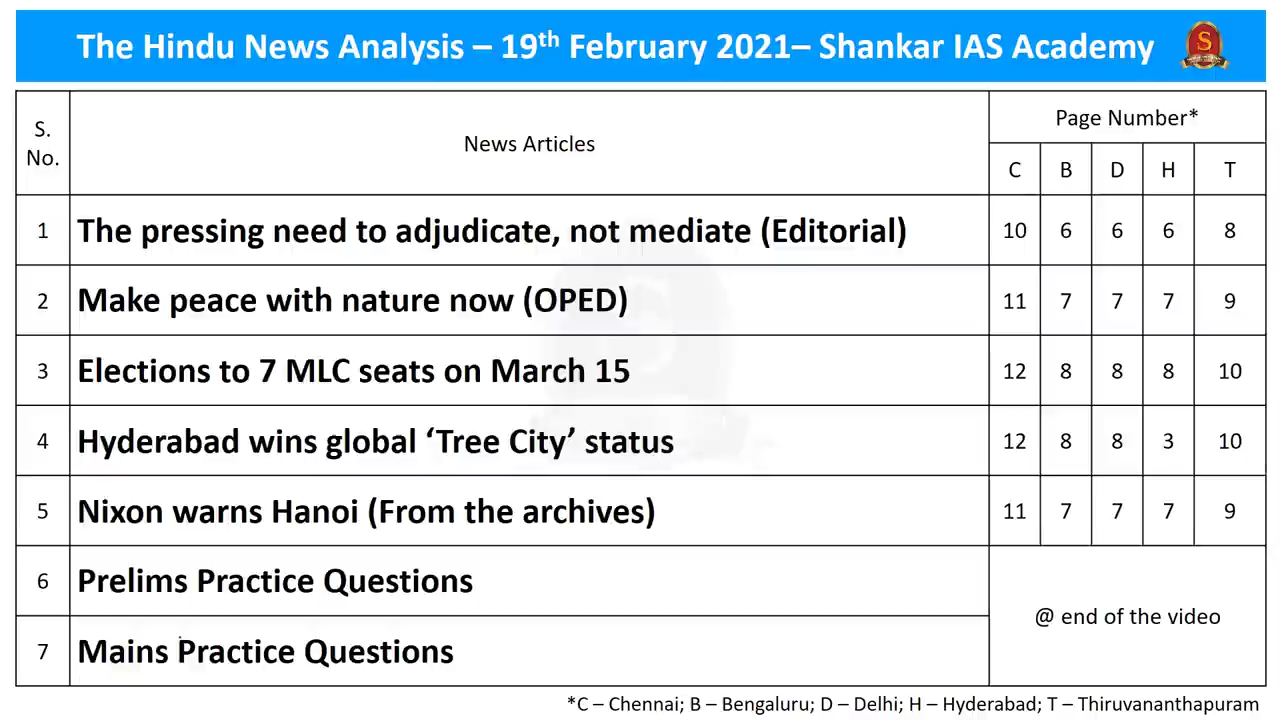 The Hindu News Analysis – 19th February 2021– Shankar IAS Academy
S
S. No.
News Articles
Page Number*
C B D H T
1 The pressing need to adjudicate, not mediate (Editorial) 10 6 6 6 8
2 Make peace with nature now (OPED) 11 7 7 7 9
3 Elections to 7 MLC seats on March 15 12 8 8 8 10
4 Hyderabad wins global ‘Tree City’ status 12 8 8 3 10
5 Nixon warns Hanoi (From the archives) 11 7 7 7 9
6 Prelims Practice Questions
@ end of the video
7 Mains Practice Questions
*C – Chennai; B – Bengaluru; D – Delhi; H – Hyderabad; T – Thiruvananthapuram